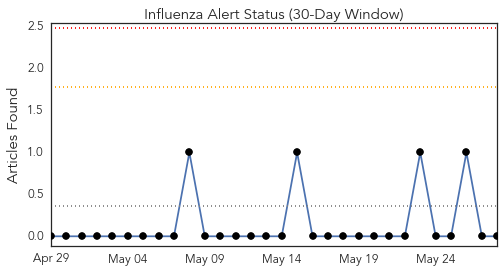 Influenza Alert Status (30-Day Window)
2.5
2.0
1.5
1.0
0.5
0.0
Articles Found
Apr 29 May 04 May 09 May 14 May 19 May 24